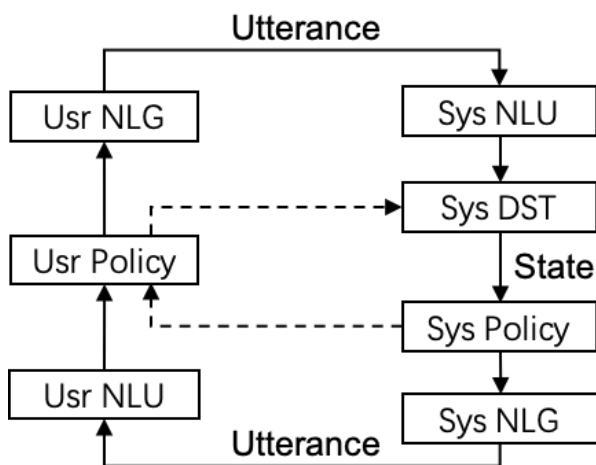 Utterance
Usr NLG
Sys NLU
Sys DST
Usr Policy
State
Sys Policy
Usr NLU
Sys NLG
Utterance